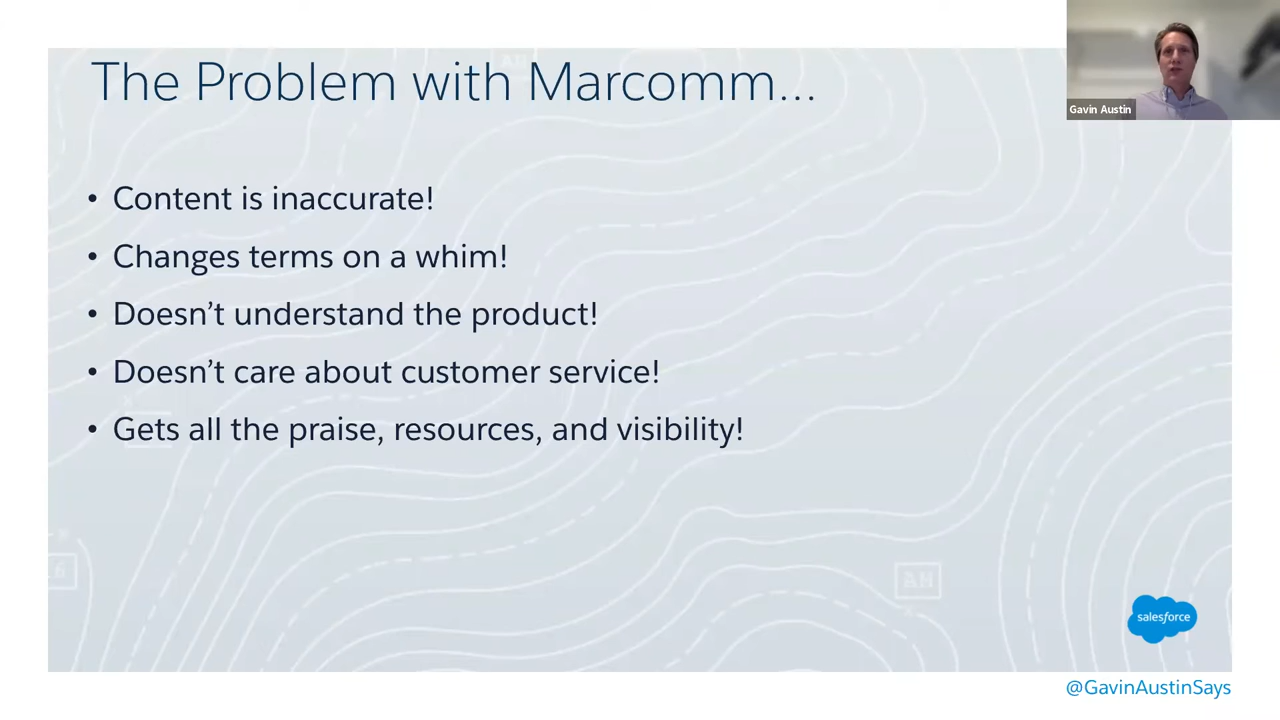 The Problem with Marcomm...
Gavin Austin
• Content is inaccurate!
• Changes terms on a whim!
• Doesn’t understand the product!
• Doesn’t care about customer service!
• Gets all the praise, resources, and visibility!
AH
salesforce
@GavinAustinSays